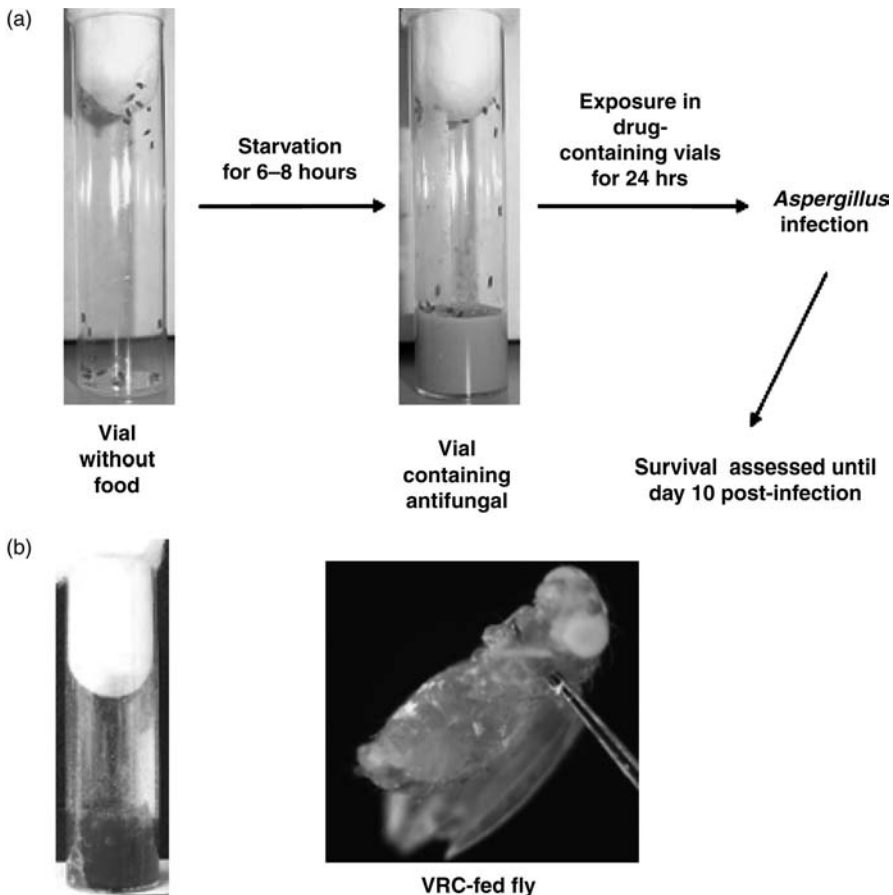 (a)
Starvation
for 6–8 hours
Exposure in
drug-
containing vials
for 24 hrs
Aspergillus
infection
Vial
without
food
Vial
containing
antifungal
Survival assessed until
day 10 post-infection
(b)
VRC-fed fly